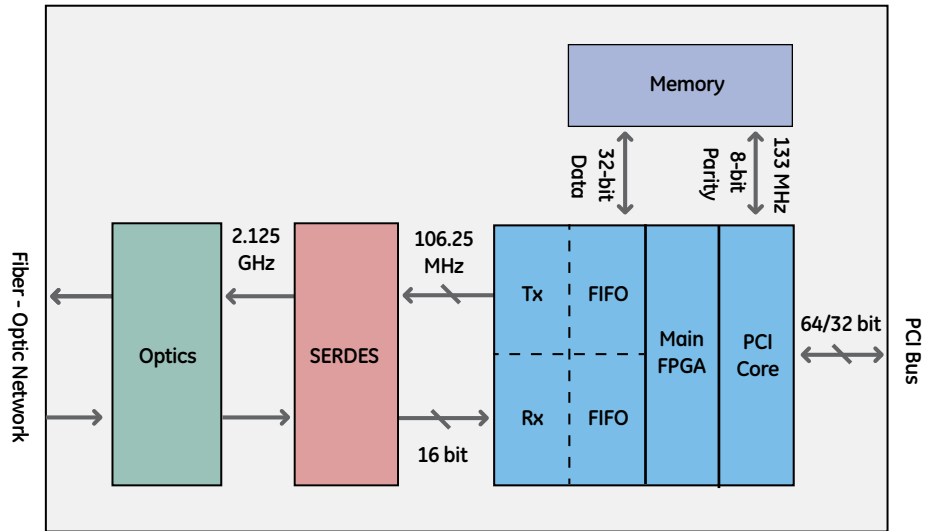 Memory
32-bit
Data
133 MHz
8-bit
Parity
Fiber - Optic Network
2.125
GHz
106.25
MHz
Optics
SERDES
16 bit
Tx
FIFO
Rx
FIFO
Main
FPGA
PCI
Core
64/32 bit
PCI Bus